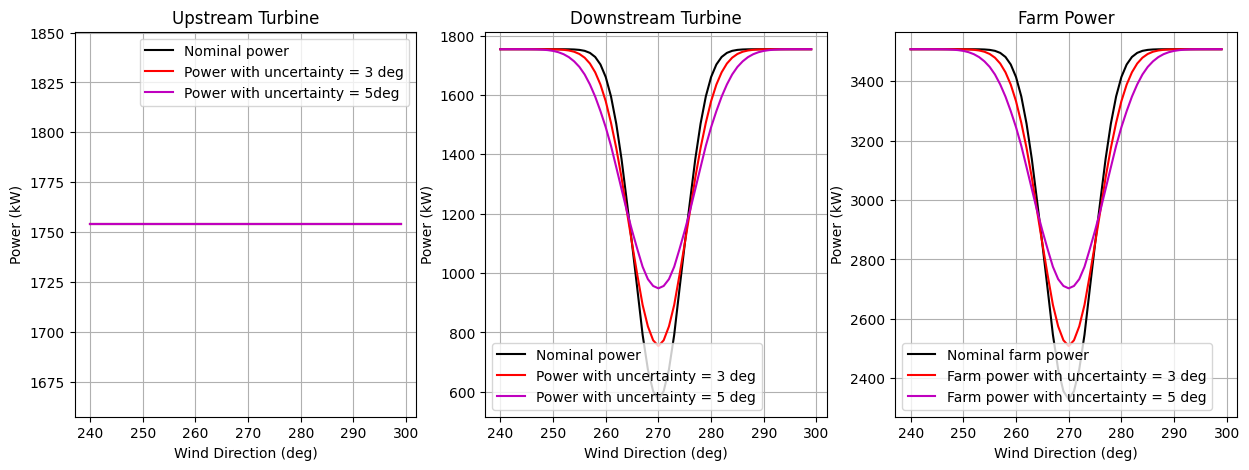 Upstream Turbine
Power (kW)
1850
1825
1800
1775
1750
1725
1700
1675
Nominal power
Power with uncertainty = 3 deg
Power with uncertainty = 5deg
240 250 260 270 280 290 300
Wind Direction (deg)
Downstream Turbine
Power (kW)
1800
1600
1400
1200
1000
800
600
Nominal power
Power with uncertainty = 3 deg
Power with uncertainty = 5 deg
240 250 260 270 280 290 300
Wind Direction (deg)
Farm Power
Power (kW)
3400
3200
3000
2800
2600
2400
Nominal farm power
Farm power with uncertainty = 3 deg
Farm power with uncertainty = 5 deg
240 250 260 270 280 290 300
Wind Direction (deg)